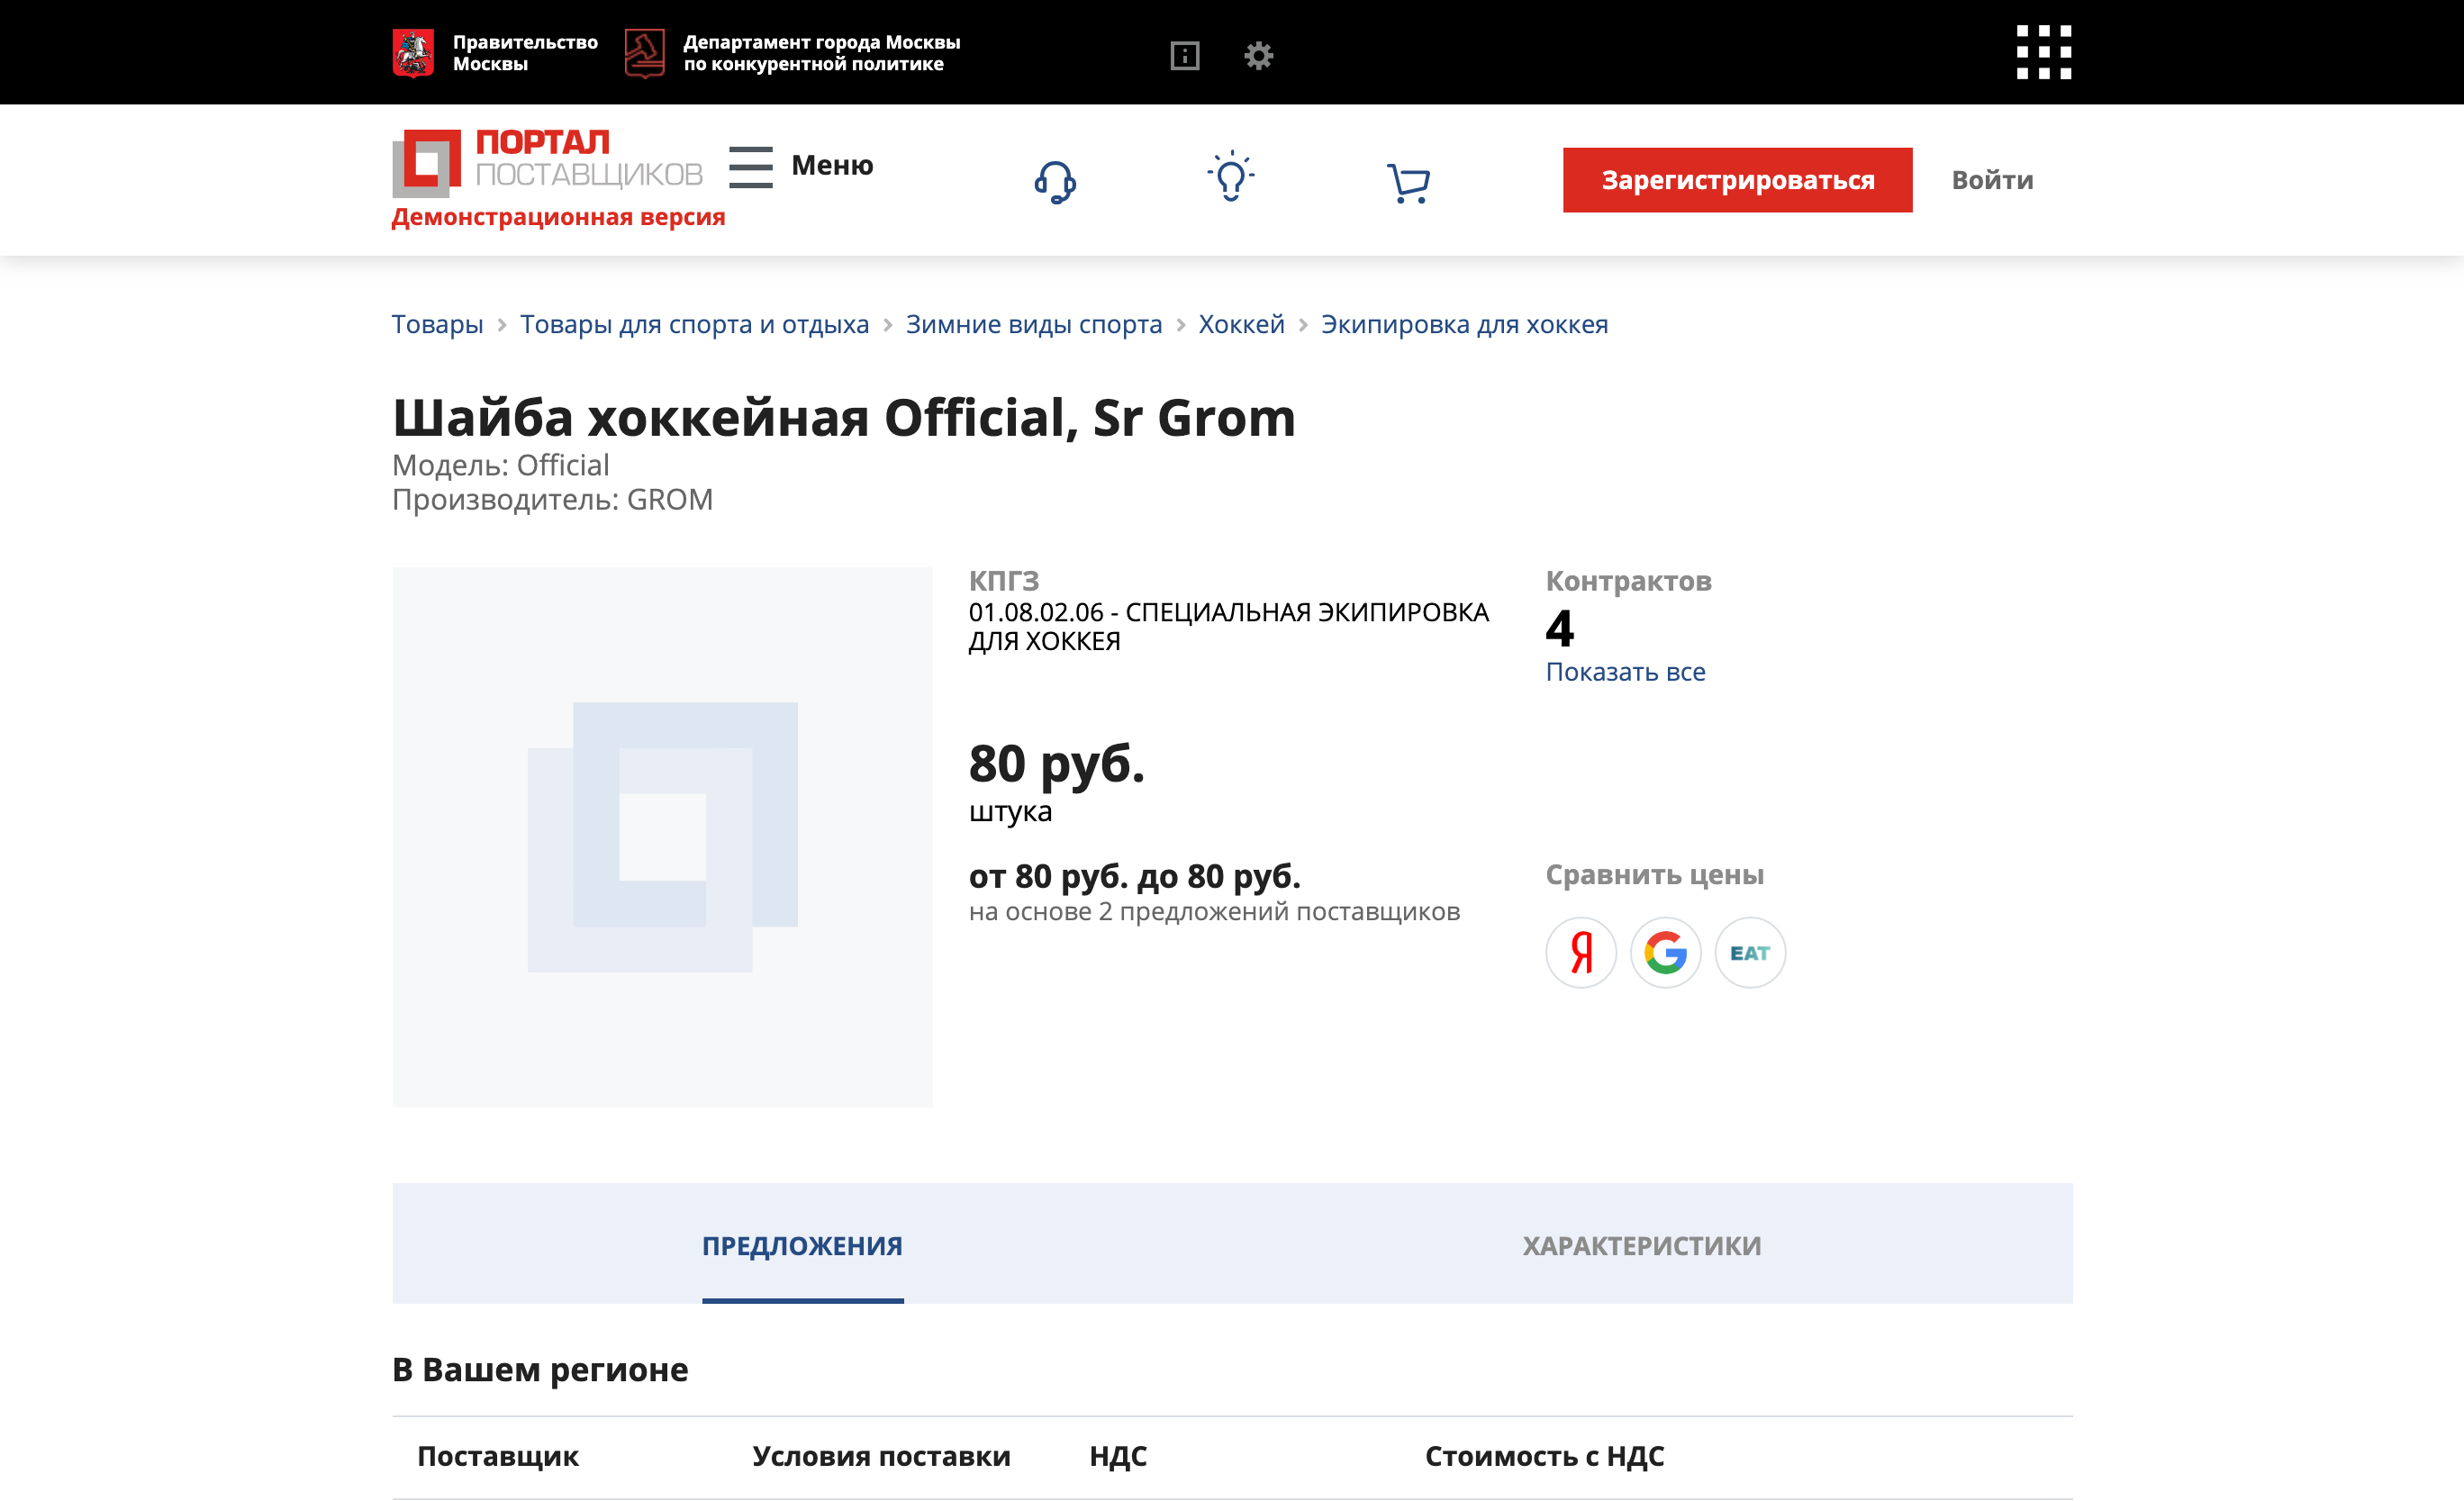 Правительство
Москвы
Департамент города Москвы
по конкурентной политике
ПОРТАЛ
ПОСТАВЩИКОВ
Демонстрационная версия
Меню
Зарегистрироваться
Войти
Товары > Товары для спорта и отдыха > Зимние виды спорта > Хоккей > Экипировка для хоккея
Шайба хоккейная Official, Sr Grom
Модель: Official
Производитель: GROM
КПГЗ
01.08.02.06 - СПЕЦИАЛЬНАЯ ЭКИПИРОВКА
ДЛЯ ХОККЕЯ
Контрактов
4
Показать все
80 руб.
штука
от 80 руб. до 80 руб.
на основе 2 предложений поставщиков
Сравнить цены
Я G ЕАТ
ПРЕДЛОЖЕНИЯ ХАРАКТЕРИСТИКИ
В Вашем регионе
Поставщик Условия поставки НДС Стоимость с НДС